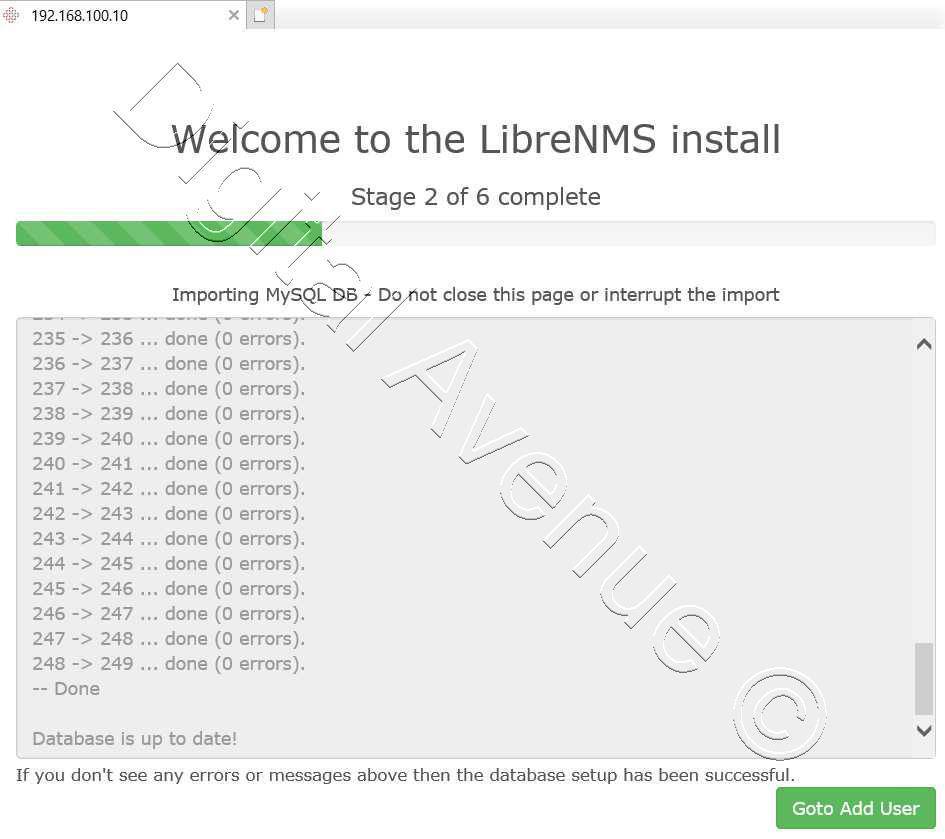 192.168.100.10
Welcome to the LibreNMS install
Stage 2 of 6 complete
Importing MySQL DB - Do not close this page or interrupt the import
235 -> 236 ... done (0 errors).
236 -> 237 ... done (0 errors).
237 -> 238 ... done (0 errors).
238 -> 239 ... done (0 errors).
239 -> 240 ... done (0 errors).
240 -> 241 ... done (0 errors).
241 -> 242 ... done (0 errors).
242 -> 243 ... done (0 errors).
243 -> 244 ... done (0 errors).
244 -> 245 ... done (0 errors).
245 -> 246 ... done (0 errors).
246 -> 247 ... done (0 errors).
247 -> 248 ... done (0 errors).
248 -> 249 ... done (0 errors).
-- Done
Database is up to date!
If you don't see any errors or messages above then the database setup has been successful.
Goto Add User
Digital Avenue ©